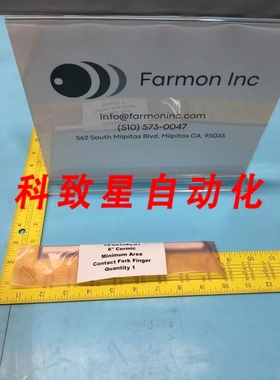 Farmon Inc
info@farmoninc.com
(510) 573-0047
562 South Milpitas Blvd, Milpitas CA, 95035
科致星自动化
6" Cermic
Minimum Area
Contact Fork Finger
Quantity 1